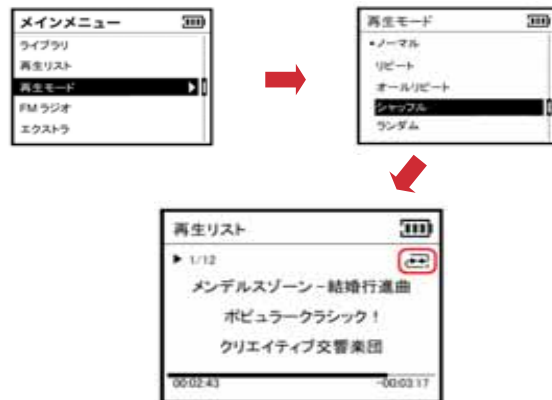 メインメニュー
ライブラリ
再生リスト
再生モード
FMラジオ
エクストラ
再生モード
•ノーマル
リピート
オールリピート
シャッフル
ランダム
再生リスト
▶ 1/12
メンデルスゾーン – 結婚行進曲
ポピュラークラシック！
クリエイティブ交響楽団
00:02:43 -00:03:17